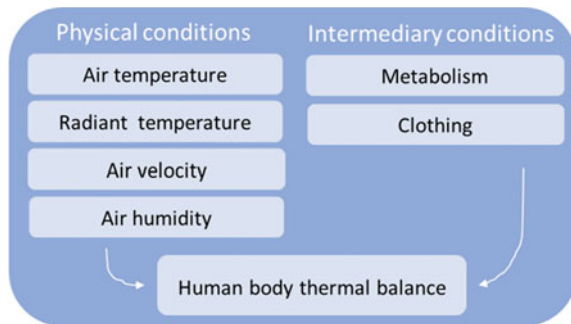 Physical conditions
Air temperature
Radiant temperature
Air velocity
Air humidity
Intermediary conditions
Metabolism
Clothing
Human body thermal balance